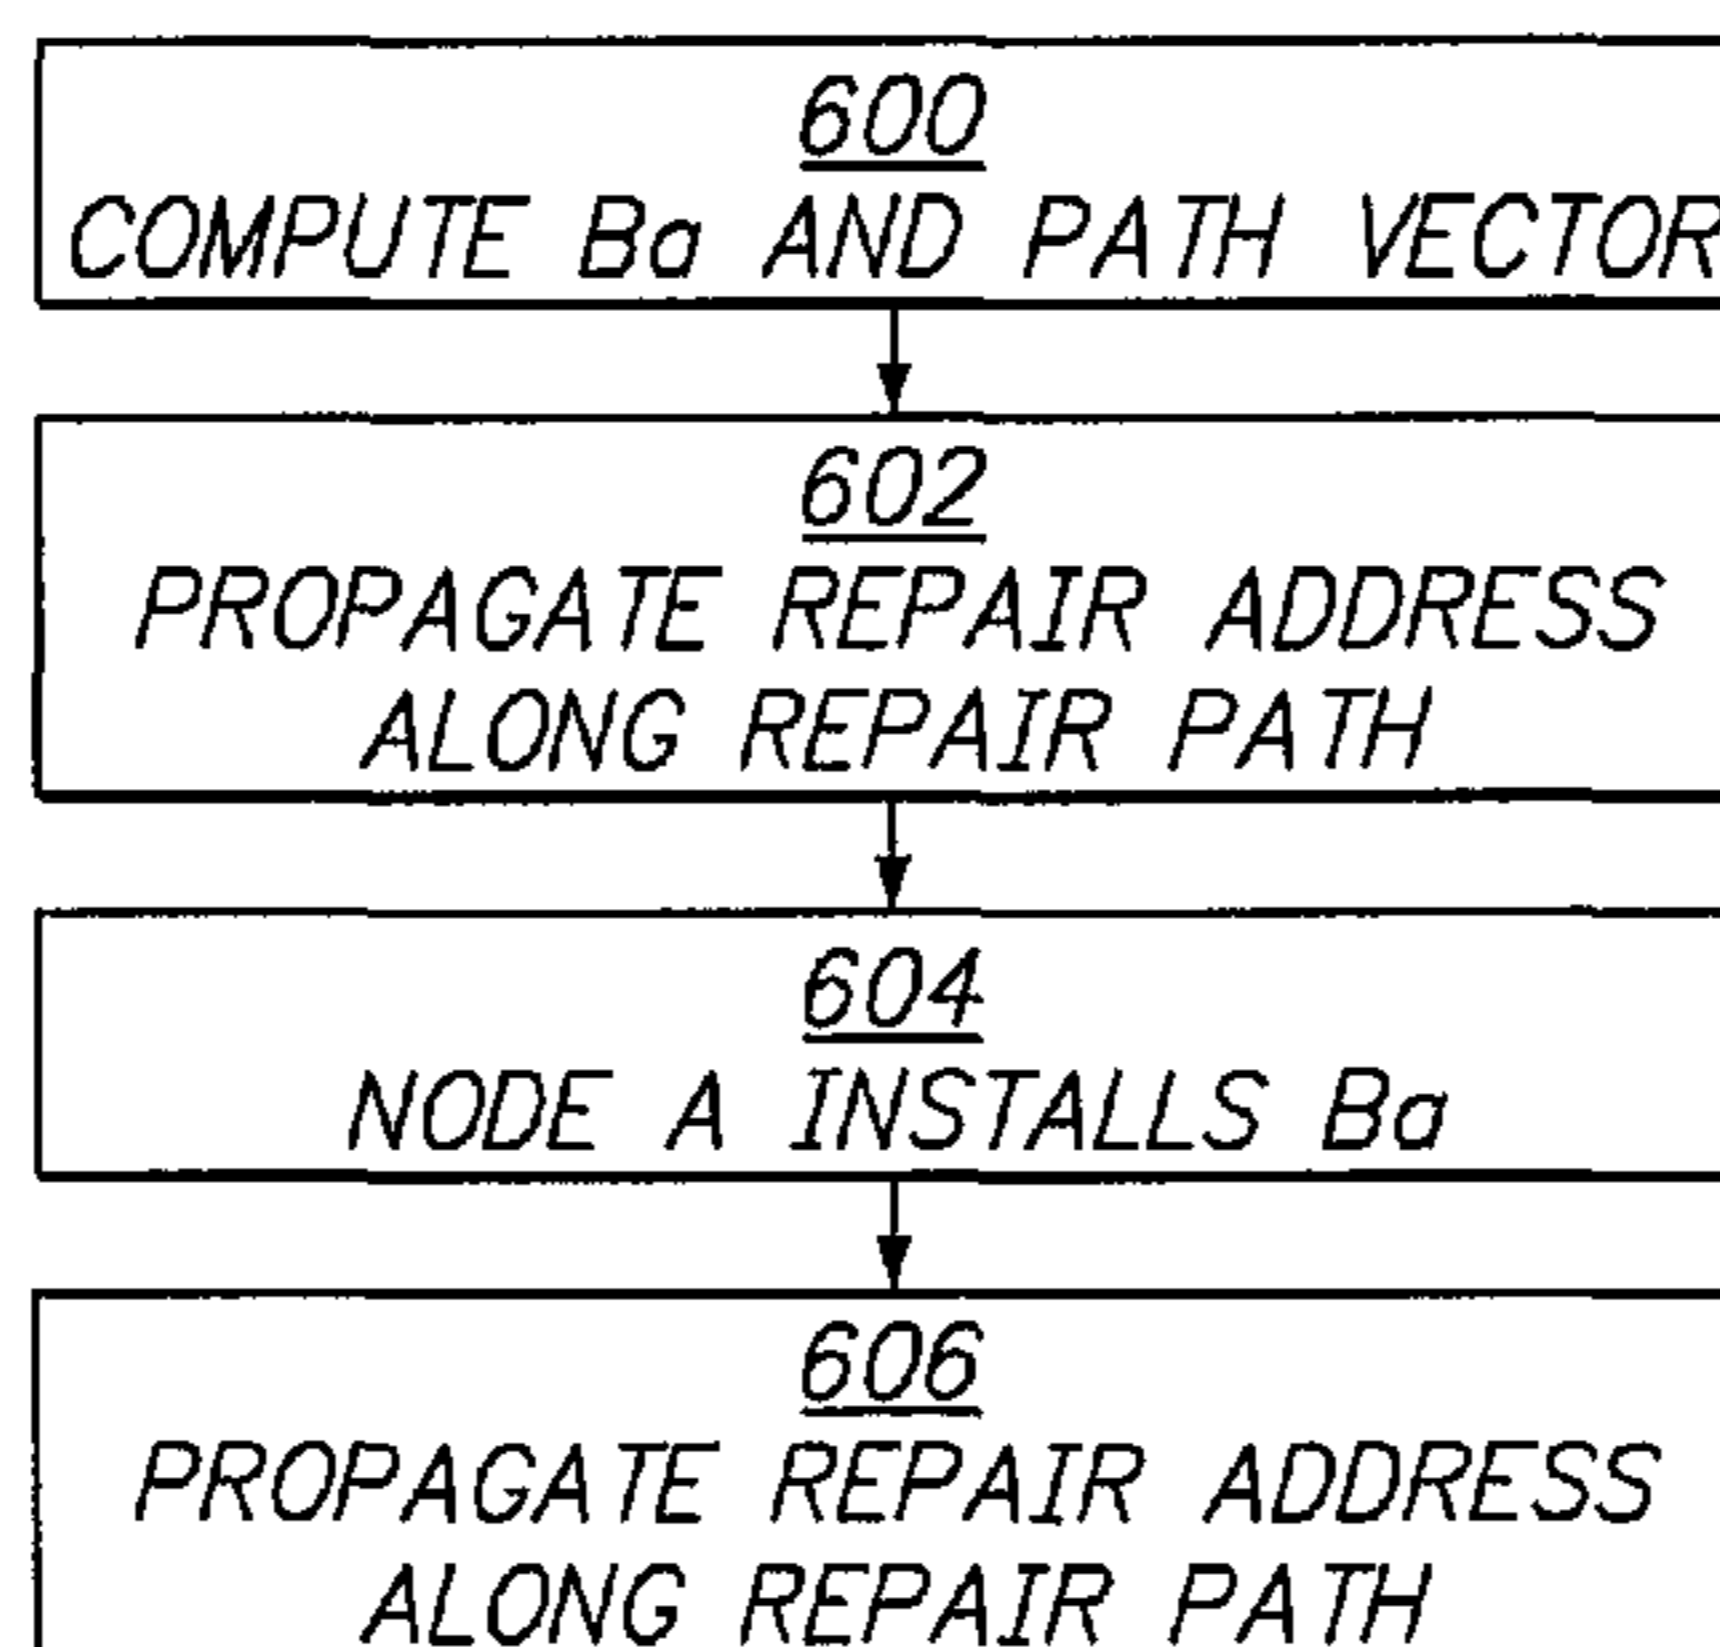 600
COMPUTE Ba AND PATH VECTOR
602
PROPAGATE REPAIR ADDRESS
ALONG REPAIR PATH
604
NODE A INSTALLS Ba
606
PROPAGATE REPAIR ADDRESS
ALONG REPAIR PATH